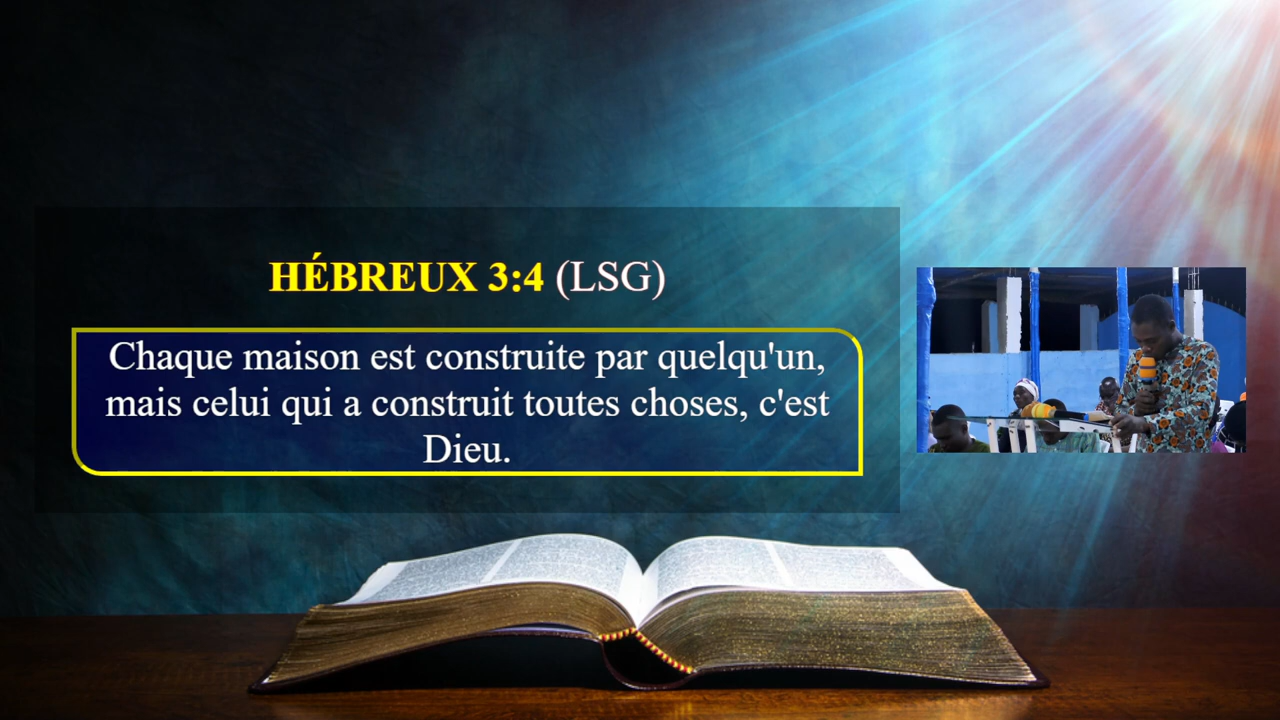 HÉBREUX 3:4 (LSG)
Chaque maison est construite par quelqu'un,
mais celui qui a construit toutes choses, c'est
Dieu.